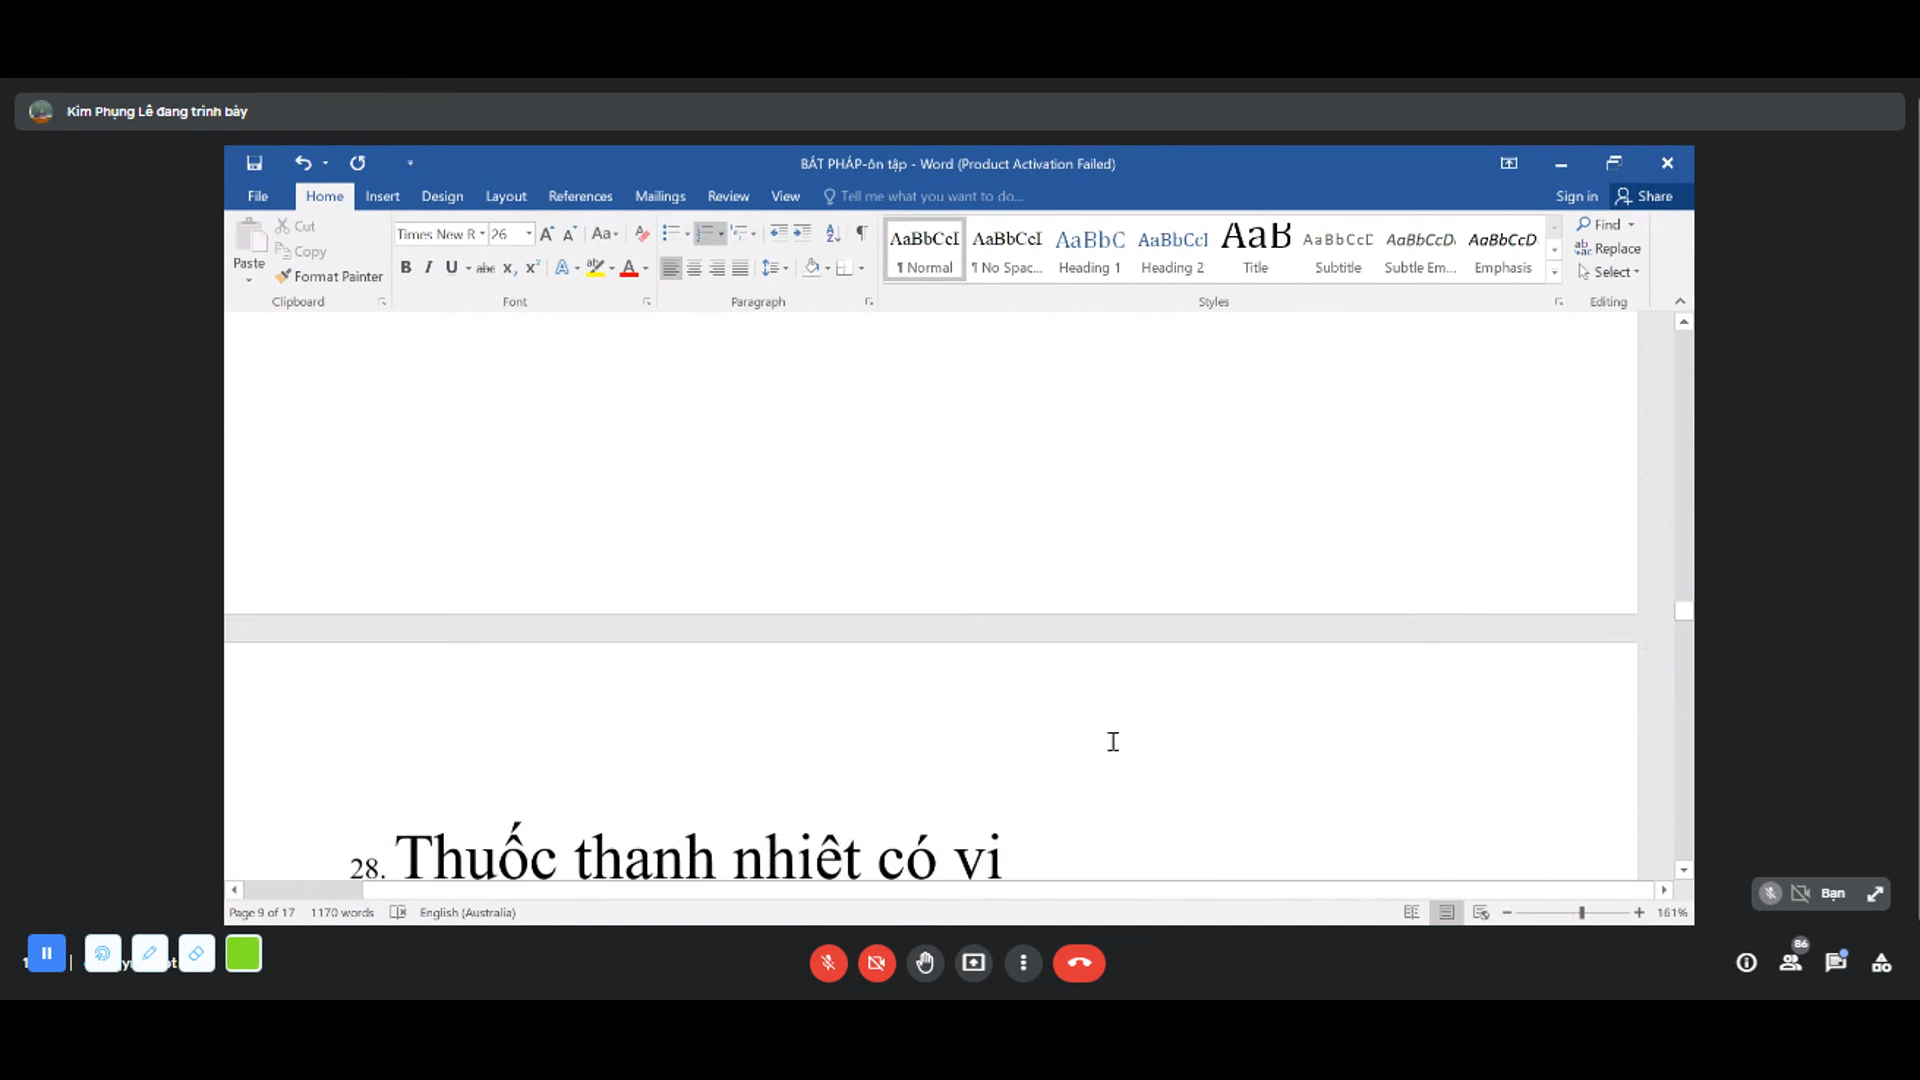 Kim Phụng Lê đang trình bày
BÁT PHÁP-ôn tập - Word (Product Activation Failed)
File Home Insert Design Layout References Mailings Review View Tell me what you want to do... Sign in Share
Paste
Cut
Copy
Format Painter
Clipboard
Times New R 26
Font
Paragraph
AaBbCcI AaBbCcI AaBbC AaBbCcI AaB AaBbCcD AaBbCcD AaBbCcD
¶ Normal ¶ No Spac... Heading 1 Heading 2 Title Subtitle Subtle Em... Emphasis
Styles
Find
Replace
Select
Editing
28. Thuốc thanh nhiêt có vi
Page 9 of 17 1170 words English (Australia) 161%
Bạn
86